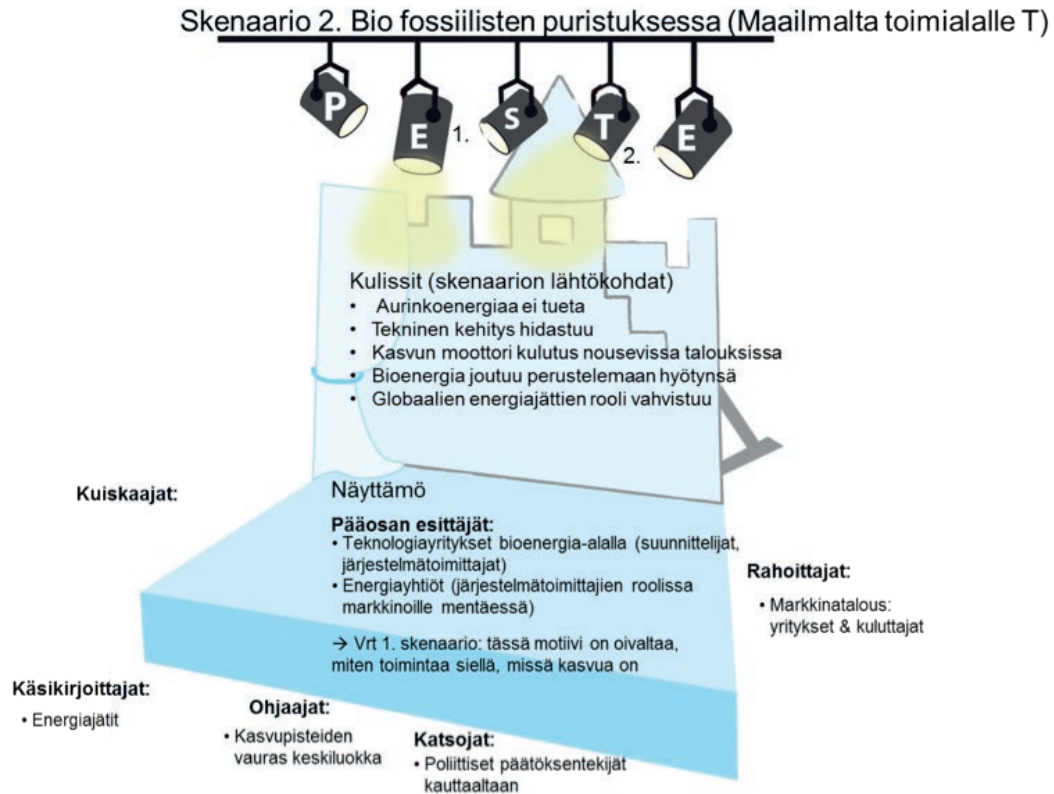 Skenaario 2. Bio fossiilisten puristuksessa (Maailmalta toimialalle T)
P E 1. S T 2. E
Kulissit (skenaarion lähtökohdat)
• Aurinkoenergiaa ei tueta
• Tekninen kehitys hidastuu
• Kasvun moottori kulutus nousevissa talouksissa
• Bioenergia joutuu perustelemaan hyötynsä
• Globaalien energiajättien rooli vahvistuu
Kuiskaajat:
Näyttämö
Pääosan esittäjät:
• Teknologiayritykset bioenergia-alalla (suunnittelijat,
järjestelmätoimittajat)
• Energiayhtiöt (järjestelmätoimittajien roolissa
markkinoille mentäessä)
→ Vrt 1. skenaario: tässä motiivi on oivaltaa,
miten toimintaa siellä, missä kasvua on
Rahoittajat:
• Markkinatalous:
yritykset & kuluttajat
Käsikirjoittajat:
• Energiajätit
Ohjaajat:
• Kasvupisteiden
vauras keskiluokka
Katsojat:
• Poliittiset päätöksentekijät
kauttaaltaan